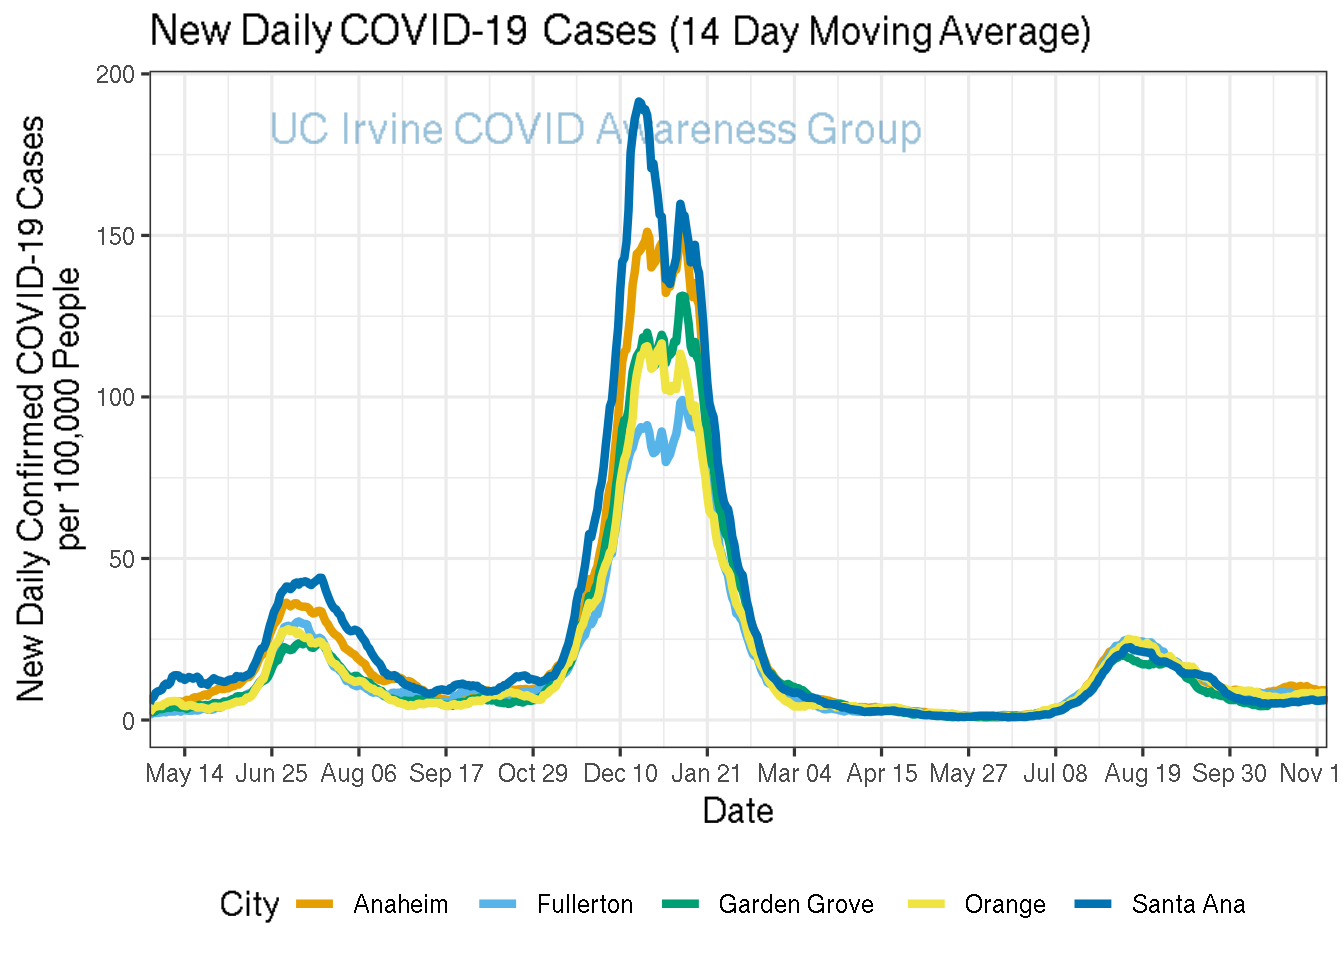 New Daily COVID-19 Cases (14 Day Moving Average)
UC Irvine COVID Awareness Group
New Daily Confirmed COVID-19 Cases
per 100,000 People
200
150
100
50
0
May 14 Jun 25 Aug 06 Sep 17 Oct 29 Dec 10 Jan 21 Mar 04 Apr 15 May 27 Jul 08 Aug 19 Sep 30 Nov 1
Date
City Anaheim Fullerton Garden Grove Orange Santa Ana